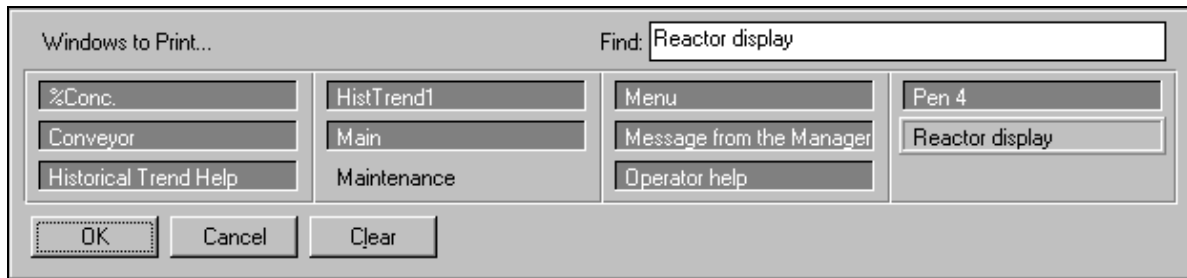 Windows to Print...
Find: Reactor display
%Conc.
Conveyor
Historical Trend Help
HistTrend1
Main
Maintenance
Menu
Message from the Manager
Operator help
Pen 4
Reactor display
OK Cancel Clear